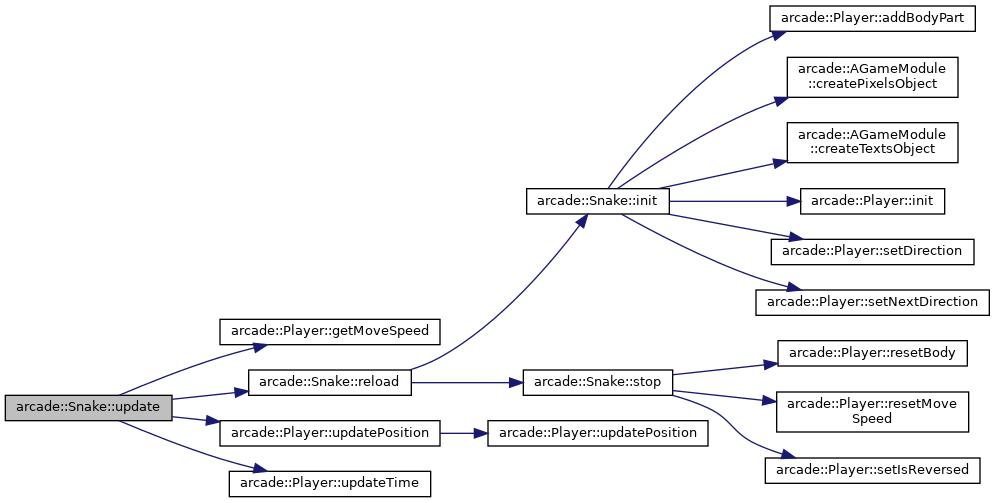 arcade::Player::addBodyPart
arcade::AGameModule
::createPixelsObject
arcade::AGameModule
::createTextsObject
arcade::Snake::init
arcade::Player::init
arcade::Player::setDirection
arcade::Player::setNextDirection
arcade::Player::getMoveSpeed
arcade::Snake::reload
arcade::Snake::stop
arcade::Player::resetBody
arcade::Snake::update
arcade::Player::resetMove
Speed
arcade::Player::updatePosition
arcade::Player::updatePosition
arcade::Player::setIsReversed
arcade::Player::updateTime